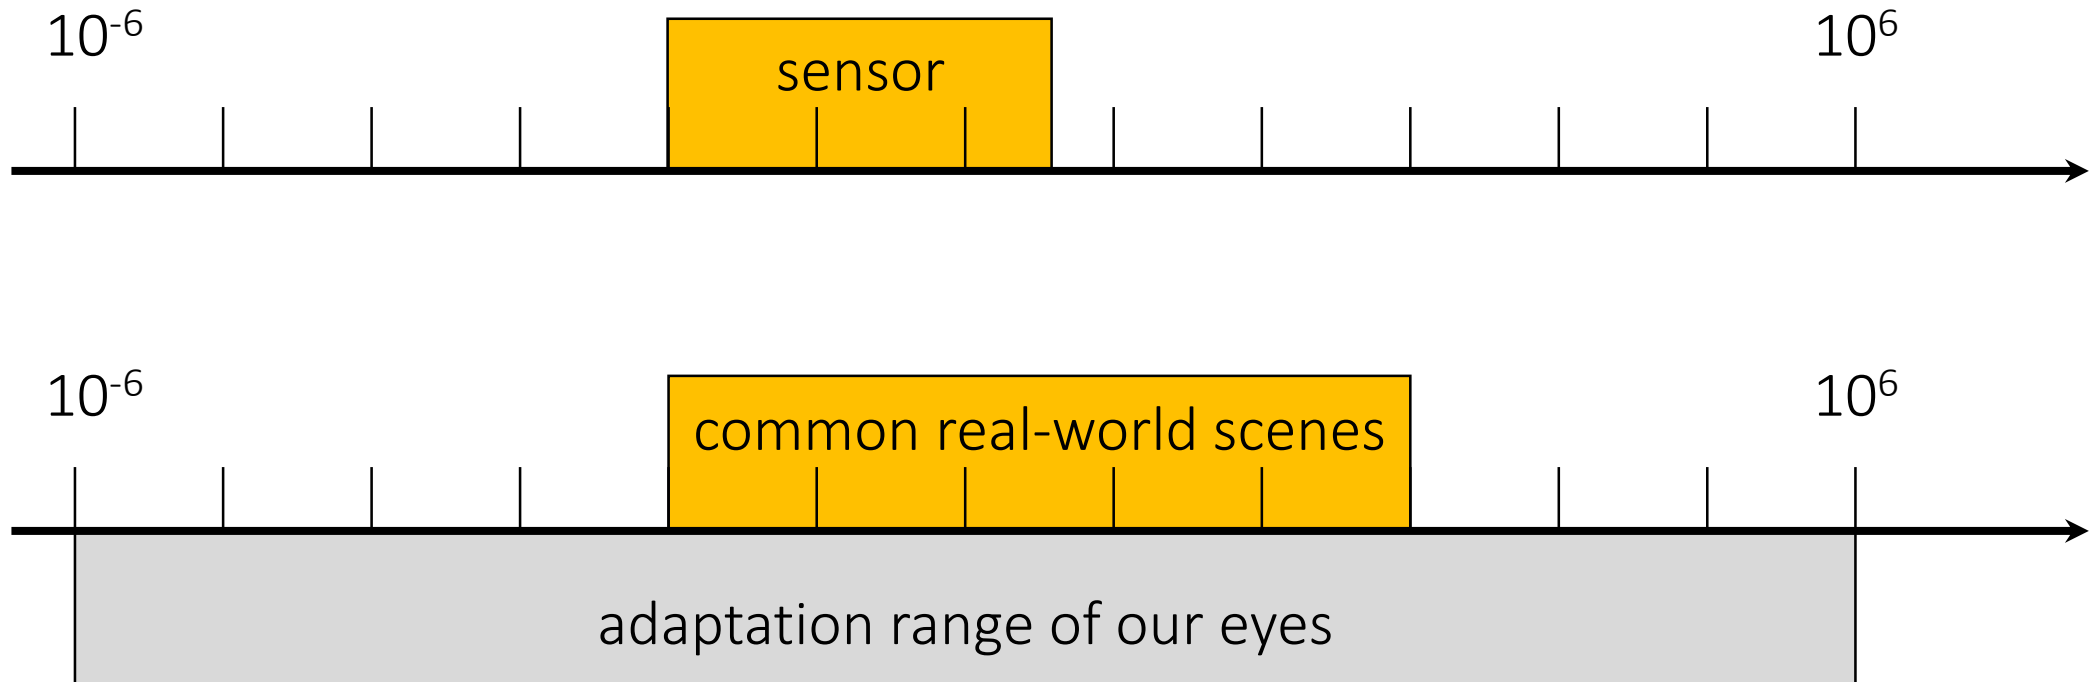 10⁻⁶
10⁶
sensor
10⁻⁶
10⁶
common real-world scenes
adaptation range of our eyes